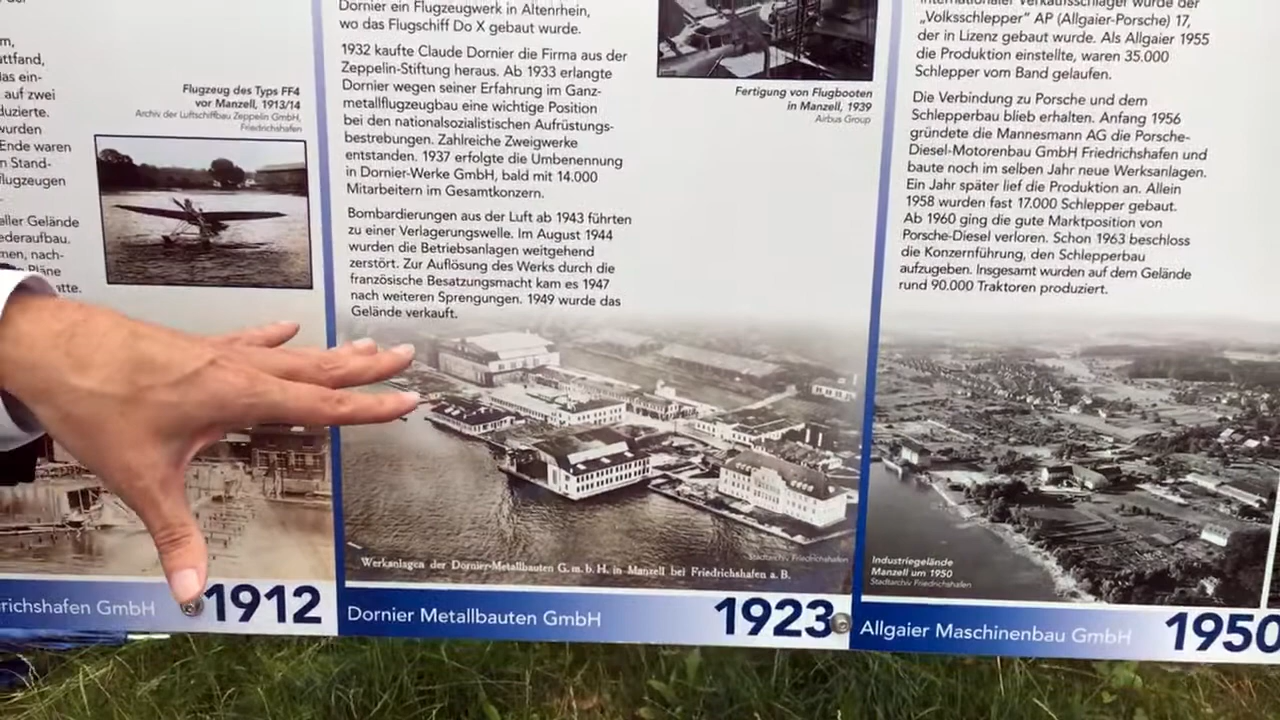 m,
attfand,
das ein-
auf zwei
duzierte.
wurden
Ende waren
n Stand-
flugzeugen
eller Gelände
ederaufbau.
men, nach-
Pläne
atte.
Flugzeug des Typs FF4
vor Manzell, 1913/14
Archiv der Luftschiffbau Zeppelin GmbH,
Friedrichshafen
richshafen GmbH
1912
Dornier ein Flugzeugwerk in Altenrhein,
wo das Flugschiff Do X gebaut wurde.
1932 kaufte Claude Dornier die Firma aus der
Zeppelin-Stiftung heraus. Ab 1933 erlangte
Dornier wegen seiner Erfahrung im Ganz-
metallflugzeugbau eine wichtige Position
bei den nationalsozialistischen Aufrüstungs-
bestrebungen. Zahlreiche Zweigwerke
entstanden. 1937 erfolgte die Umbenennung
in Dornier-Werke GmbH, bald mit 14.000
Mitarbeitern im Gesamtkonzern.
Bombardierungen aus der Luft ab 1943 führten
zu einer Verlagerungswelle. Im August 1944
wurden die Betriebsanlagen weitgehend
zerstört. Zur Auflösung des Werks durch die
französische Besatzungsmacht kam es 1947
nach weiteren Sprengungen. 1949 wurde das
Gelände verkauft.
Fertigung von Flugbooten
in Manzell, 1939
Airbus Group
Stadtarchiv Friedrichshafen
Werkanlagen der Dornier-Metallbauten G.m.b.H. in Manzell bei Friedrichshafen a. B.
Dornier Metallbauten GmbH
1923
internationaler Verkaufsschlager wurde der
„Volksschlepper" AP (Allgaier-Porsche) 17,
der in Lizenz gebaut wurde. Als Allgaier 1955
die Produktion einstellte, waren 35.000
Schlepper vom Band gelaufen.
Die Verbindung zu Porsche und dem
Schlepperbau blieb erhalten. Anfang 1956
gründete die Mannesmann AG die Porsche-
Diesel-Motorenbau GmbH Friedrichshafen und
baute noch im selben Jahr neue Werksanlagen.
Ein Jahr später lief die Produktion an. Allein
1958 wurden fast 17.000 Schlepper gebaut.
Ab 1960 ging die gute Marktposition von
Porsche-Diesel verloren. Schon 1963 beschloss
die Konzernführung, den Schlepperbau
aufzugeben. Insgesamt wurden auf dem Gelände
rund 90.000 Traktoren produziert.
Industriegelände
Manzell um 1950
Stadtarchiv Friedrichshafen
Allgaier Maschinenbau GmbH
1950